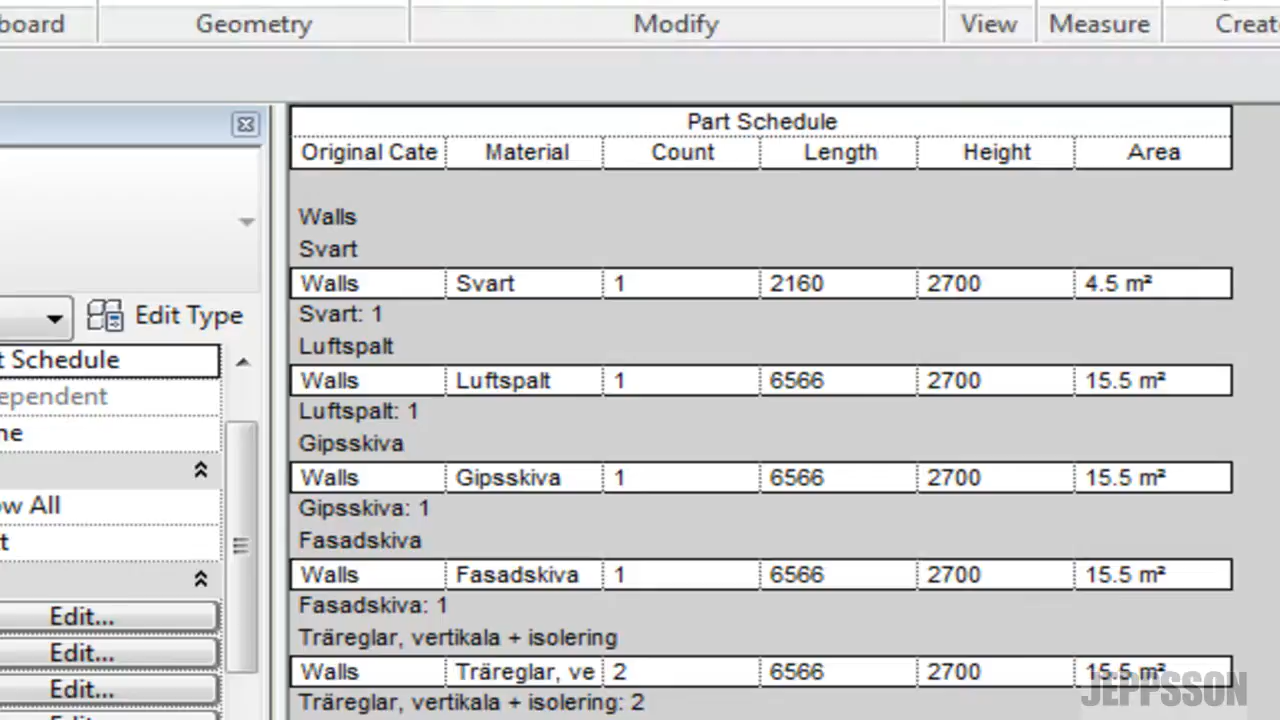 board Geometry Modify View Measure Create
Part Schedule
Original Cate Material Count Length Height Area
Walls
Svart
Walls Svart 1 2160 2700 4.5 m²
Edit Type Svart: 1
Luftspalt
t Schedule
Walls Luftspalt 1 6566 2700 15.5 m²
ependent
Luftspalt: 1
ne Gipsskiva
Walls Gipsskiva 1 6566 2700 15.5 m²
ow All Gipsskiva: 1
t Fasadskiva
Walls Fasadskiva 1 6566 2700 15.5 m²
Edit... Fasadskiva: 1
Träreglar, vertikala + isolering
Edit...
Walls Träreglar, ve 2 6566 2700 15.5 m²
Edit... Träreglar, vertikala + isolering: 2
JEPPSSON